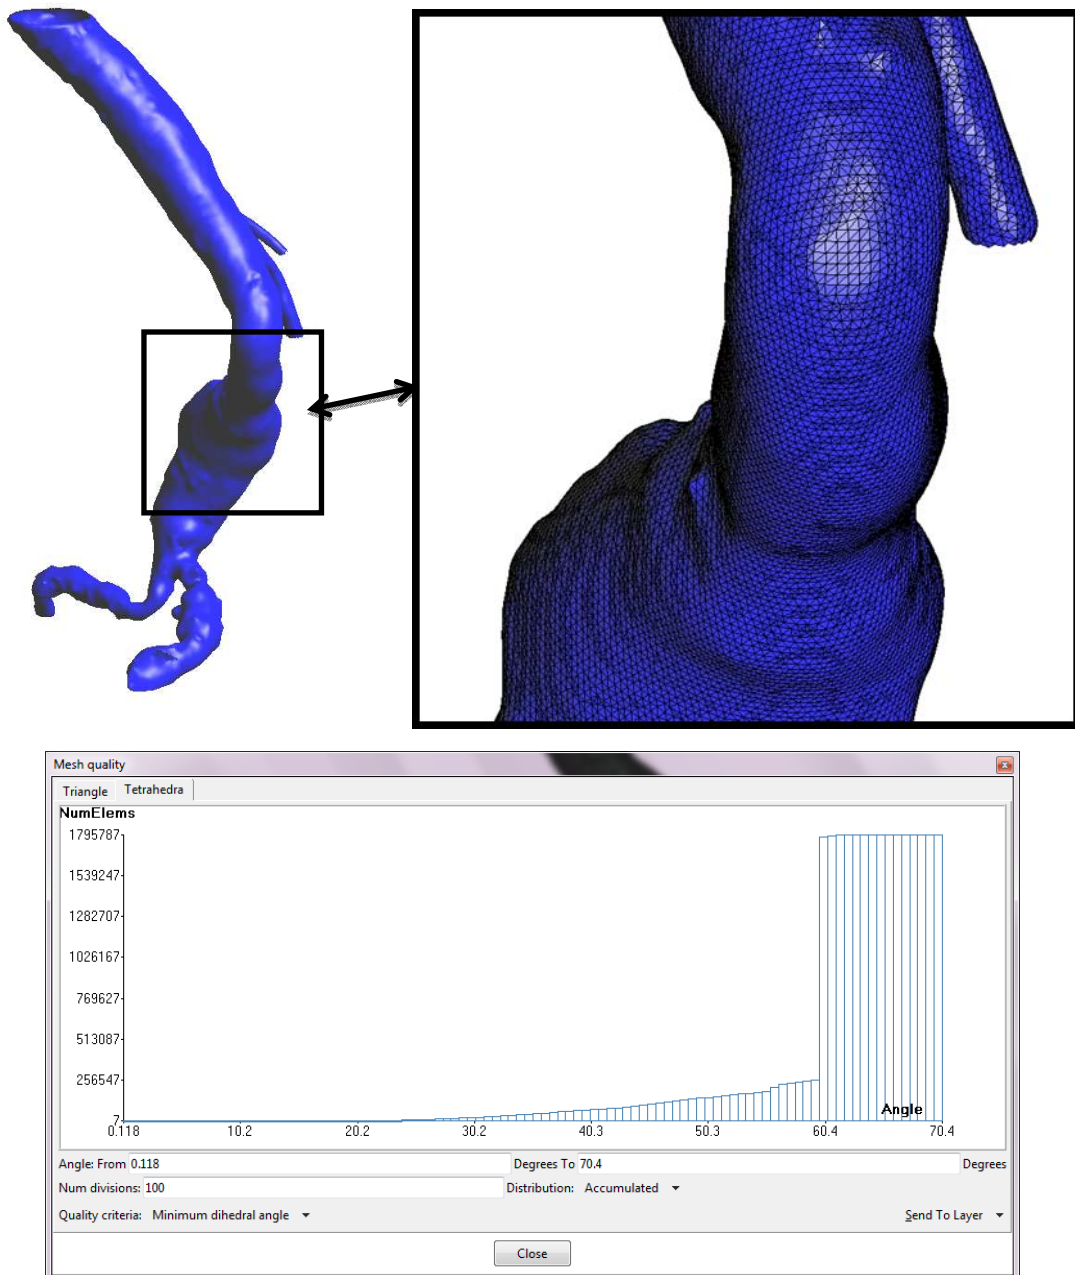 Mesh quality
Triangle Tetrahedra
NumElems
1795787
1539247
1282707
1026167
769627
513087
256547
7
0.118 10.2 20.2 30.2 40.3 50.3 60.4 70.4
Angle
Angle: From 0.118 Degrees To 70.4 Degrees
Num divisions: 100 Distribution: Accumulated
Quality criteria: Minimum dihedral angle Send To Layer
Close